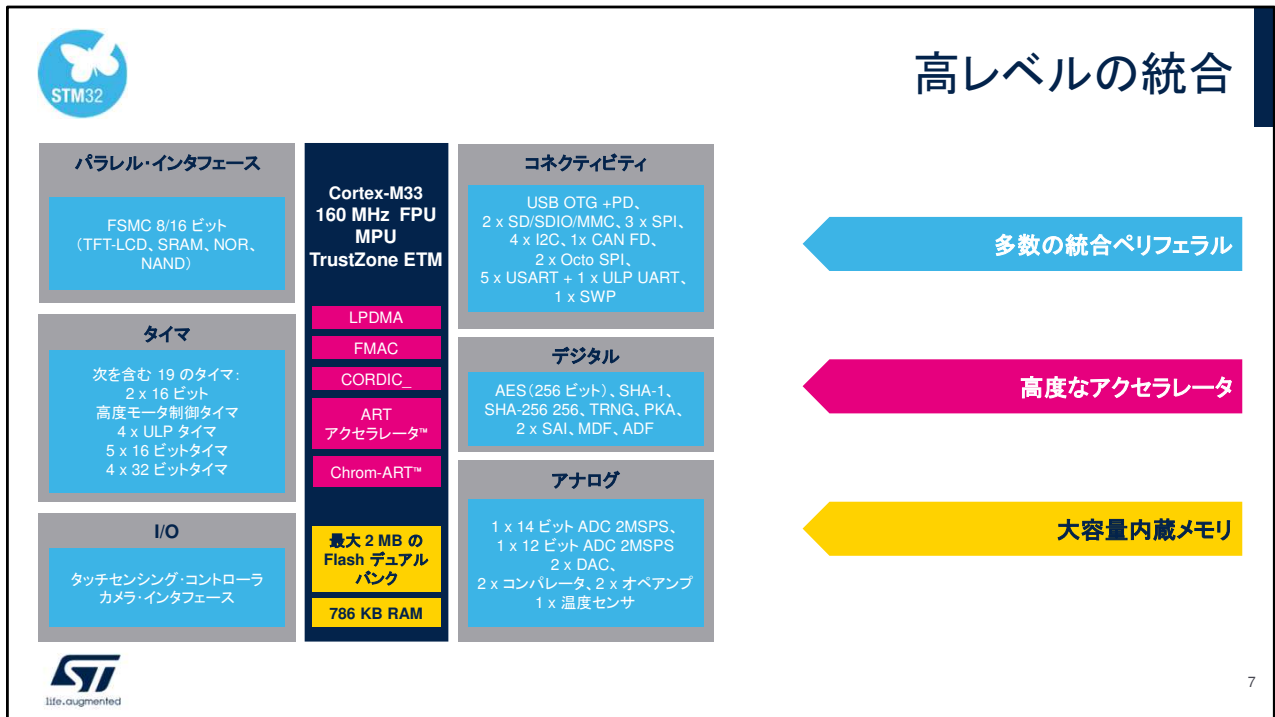 STM32
高レベルの統合
パラレル・インタフェース
FSMC 8/16 ビット
（TFT-LCD、SRAM、NOR、
NAND）
タイマ
次を含む 19 のタイマ：
2 x 16 ビット
高度モータ制御タイマ
4 x ULP タイマ
5 x 16 ビットタイマ
4 x 32 ビットタイマ
I/O
タッチセンシング・コントローラ
カメラ・インタフェース
Cortex-M33
160 MHz FPU
MPU
TrustZone ETM
LPDMA
FMAC
CORDIC_
ART
アクセラレータ™
Chrom-ART™
最大 2 MB の
Flash デュアル
バンク
786 KB RAM
コネクティビティ
USB OTG +PD、
2 x SD/SDIO/MMC、3 x SPI、
4 x I2C、1x CAN FD、
2 x Octo SPI、
5 x USART + 1 x ULP UART、
1 x SWP
デジタル
AES（256 ビット）、SHA-1、
SHA-256 256、TRNG、PKA、
2 x SAI、MDF、ADF
アナログ
1 x 14 ビット ADC 2MSPS、
1 x 12 ビット ADC 2MSPS
2 x DAC、
2 x コンパレータ、2 x オペアンプ
1 x 温度センサ
多数の統合ペリフェラル
高度なアクセラレータ
大容量内蔵メモリ
ST
life.augmented
7